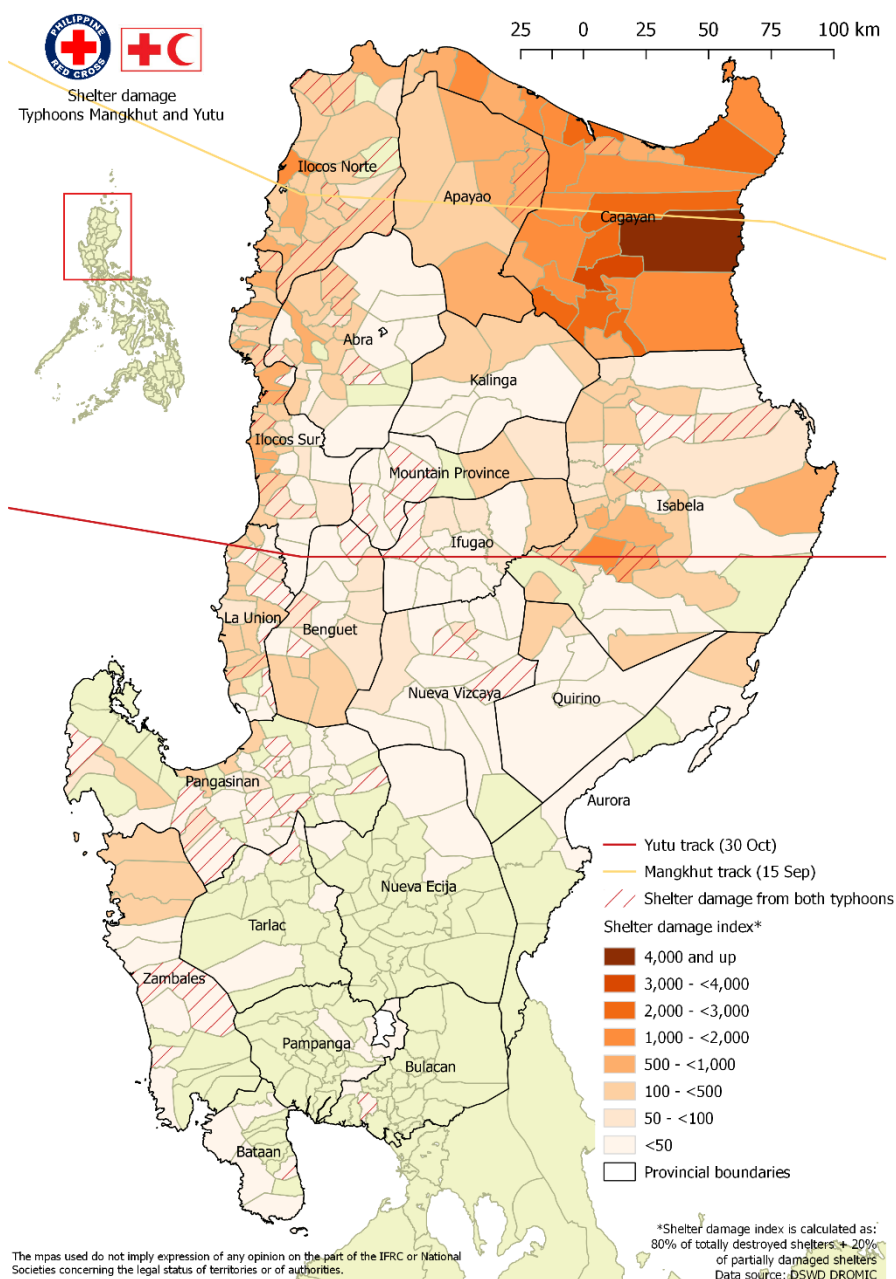 PHILIPPINE
RED CROSS
Shelter damage
Typhoons Mangkhut and Yutu
25 0 25 50 75 100 km
Ilocos Norte
Apayao
Cagayan
Abra
Kalinga
Ilocos Sur
Mountain Province
Isabela
Ifugao
La Union
Benguet
Nueva Vizcaya
Quirino
Pangasinan
Aurora
Nueva Ecija
Tarlac
Zambales
Pampanga
Bulacan
Bataan
Yutu track (30 Oct)
Mangkhut track (15 Sep)
Shelter damage from both typhoons
Shelter damage index*
4,000 and up
3,000 - <4,000
2,000 - <3,000
1,000 - <2,000
500 - <1,000
100 - <500
50 - <100
<50
Provincial boundaries
*Shelter damage index is calculated as:
80% of totally destroyed shelters + 20%
of partially damaged shelters
Data source: DSWD DROMIC
The mpas used do not imply expression of any opinion on the part of the IFRC or National
Societies concerning the legal status of territories or of authorities.